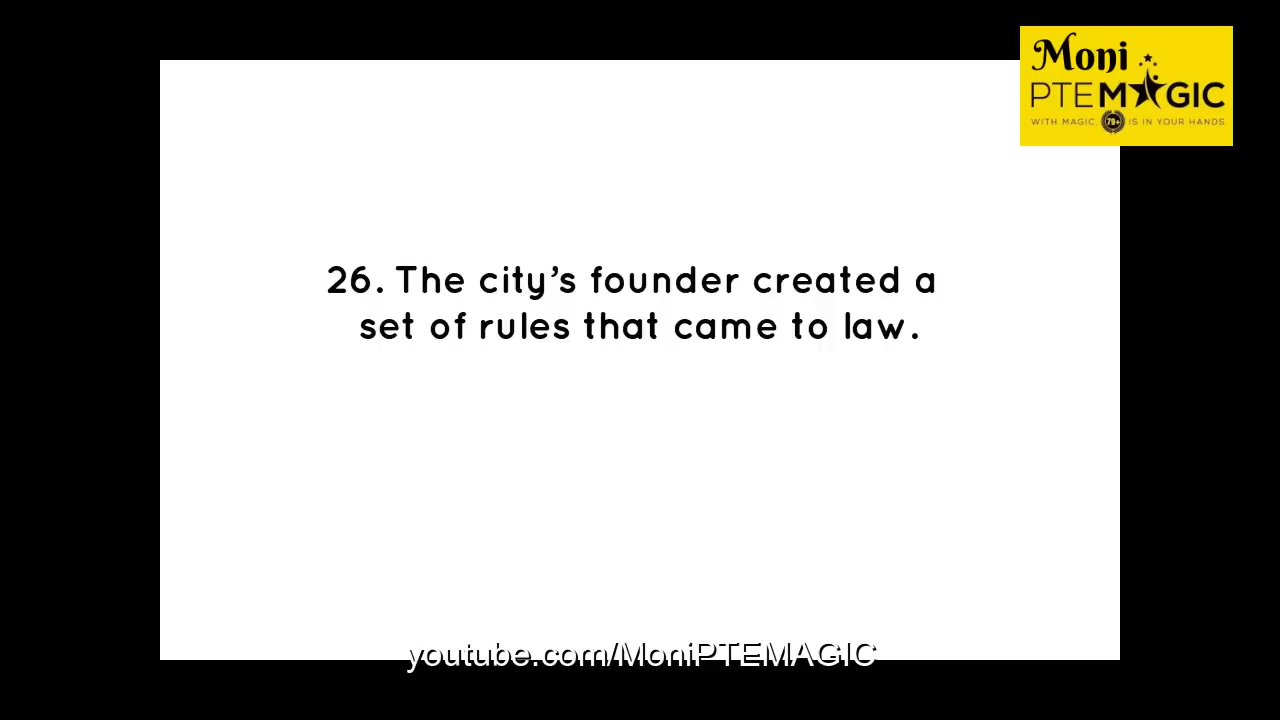 Moni
PTEMAGIC
WITH MAGIC, 79+ IS IN YOUR HANDS
26. The city’s founder created a
set of rules that came to law.
youtube.com/MoniPTEMAGIC